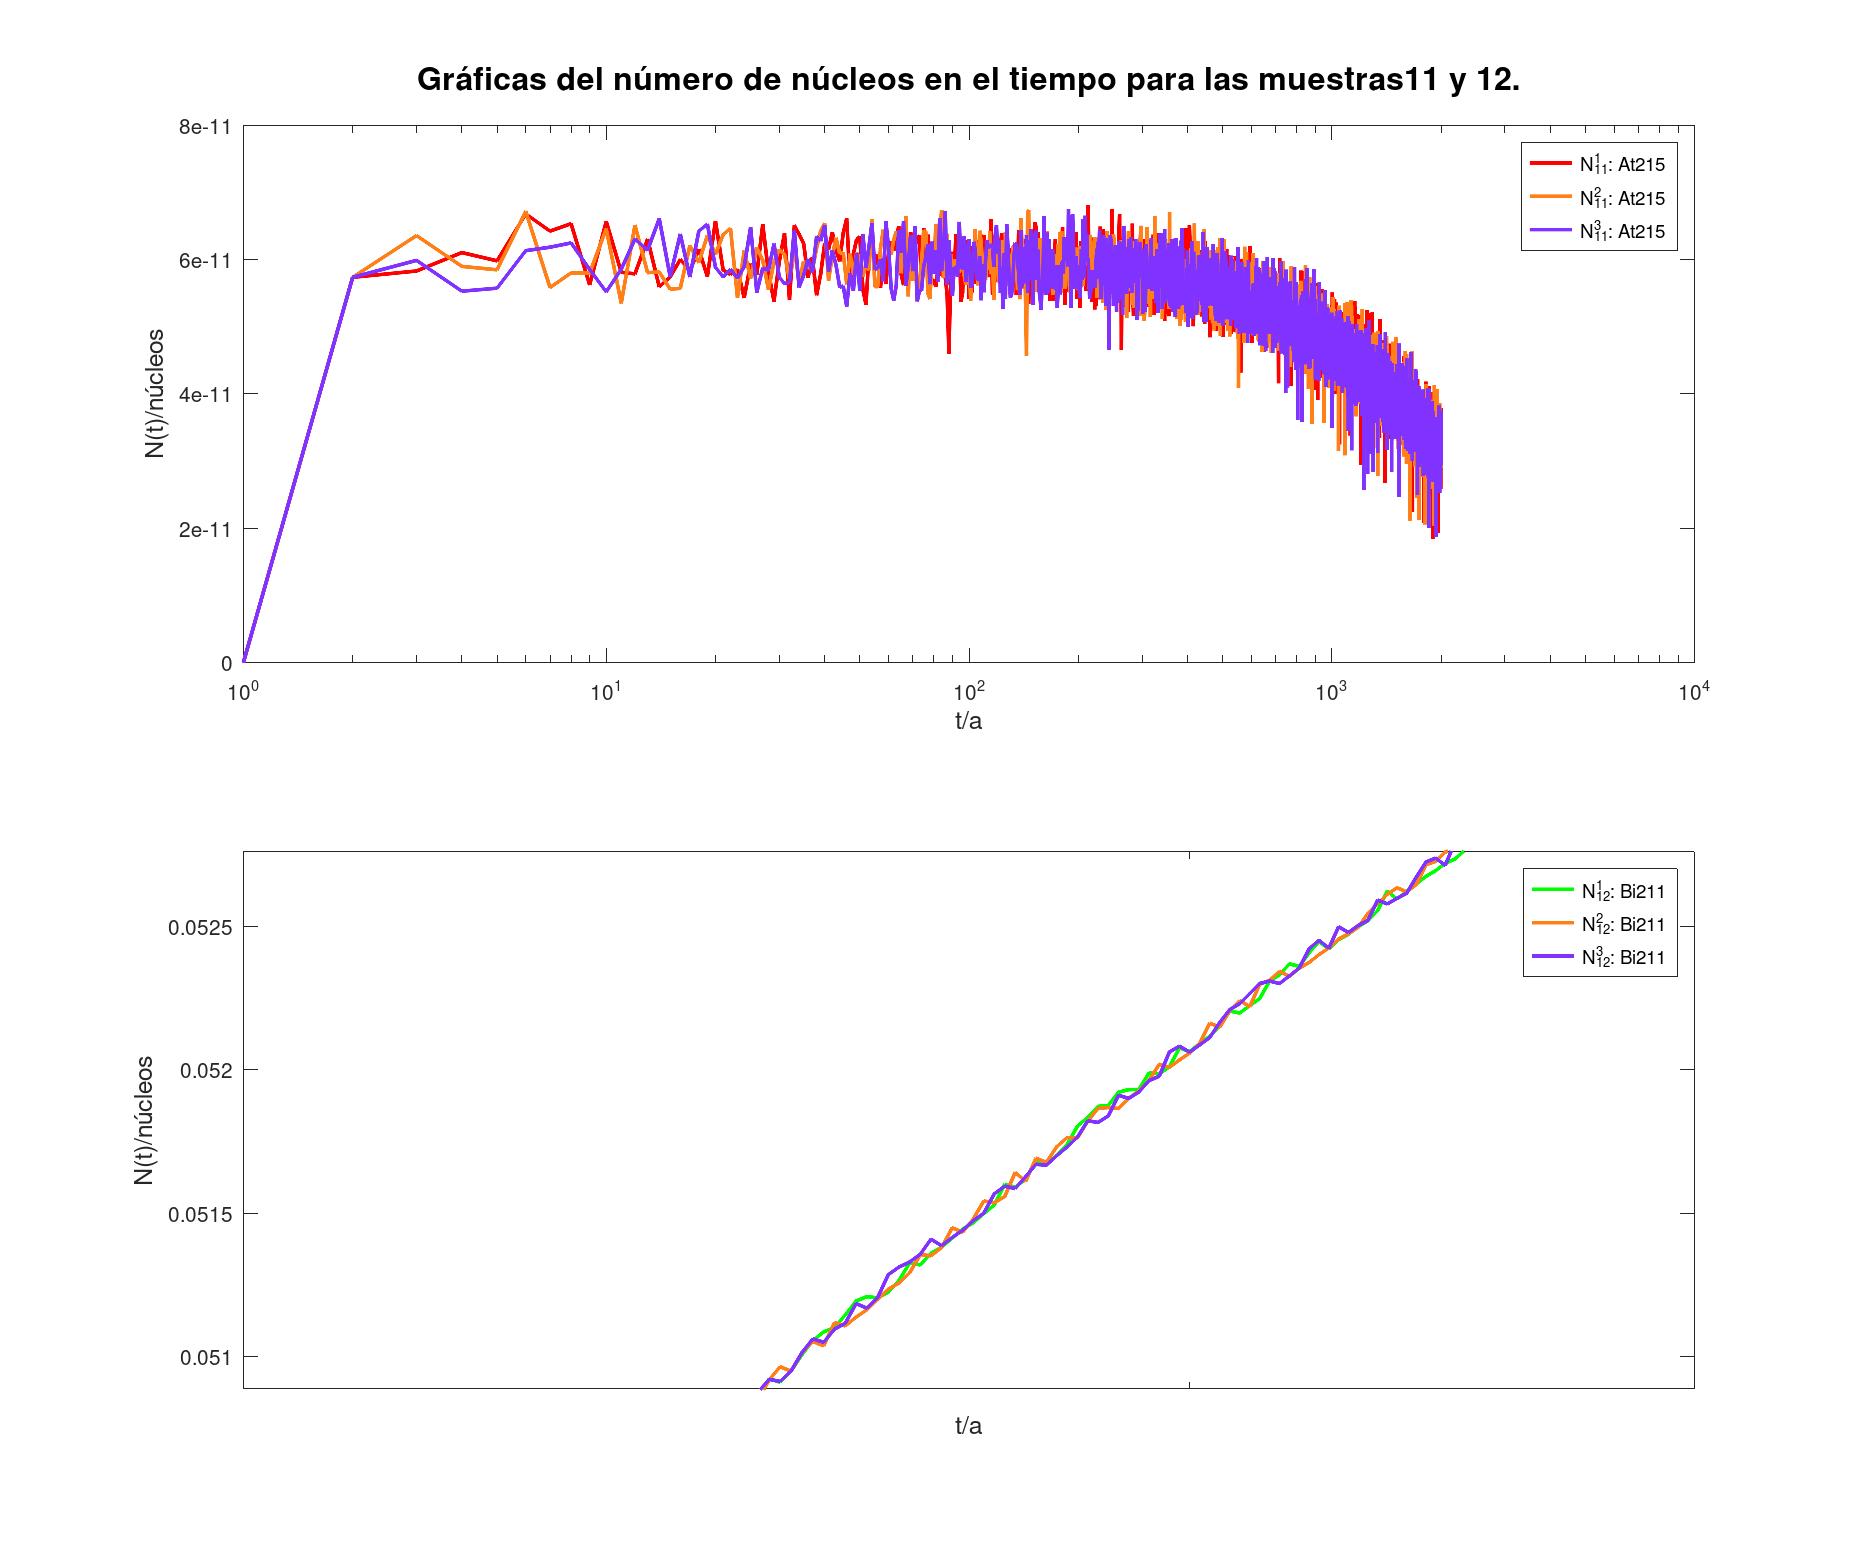 Gráficas del número de núcleos en el tiempo para las muestras11 y 12.
8e-11
6e-11
4e-11
2e-11
0
N(t)/núcleos
10^0 10^1 10^2 10^3 10^4
t/a
N^1_11: At215
N^2_11: At215
N^3_11: At215
0.0525
0.052
0.0515
0.051
N(t)/núcleos
t/a
N^1_12: Bi211
N^2_12: Bi211
N^3_12: Bi211